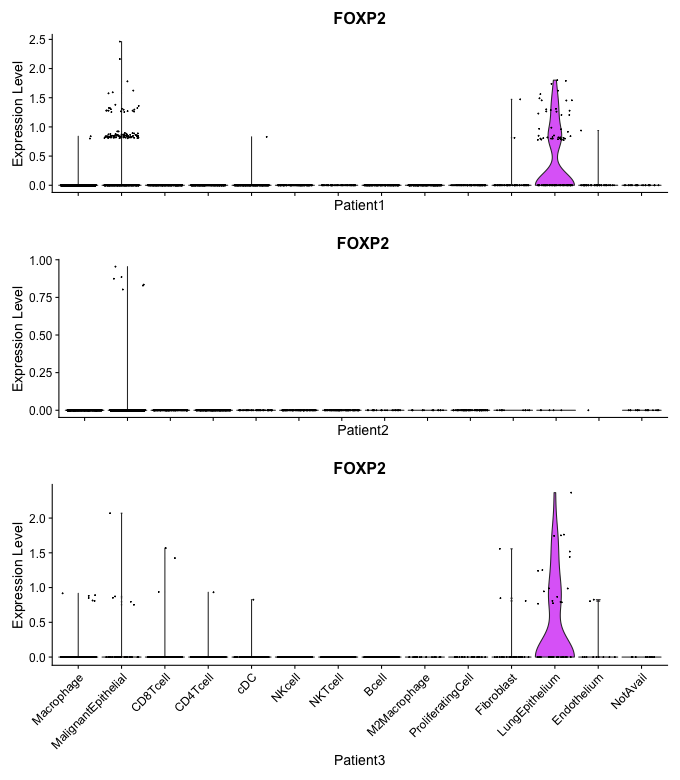 FOXP2
Expression Level
2.5
2.0
1.5
1.0
0.5
0.0
Patient1
FOXP2
Expression Level
1.00
0.75
0.50
0.25
0.00
Patient2
FOXP2
Expression Level
2.0
1.5
1.0
0.5
0.0
Macrophage
MalignantEpithelial
CD8Tcell
CD4Tcell
cDC
NKcell
NKTcell
Bcell
M2Macrophage
ProliferatingCell
Fibroblast
LungEpithelium
Endothelium
NotAvail
Patient3